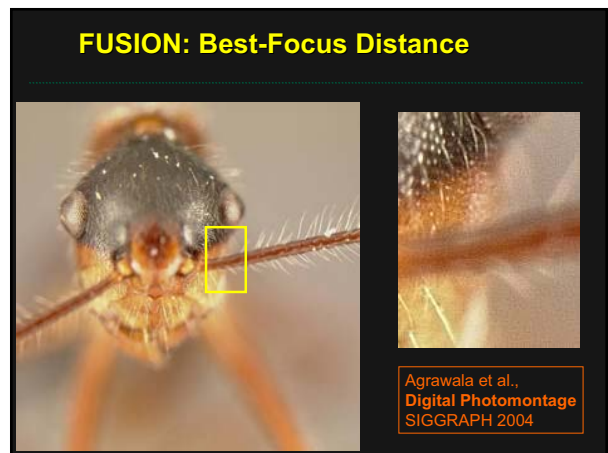 FUSION: Best-Focus Distance
Agrawala et al.,
Digital Photomontage
SIGGRAPH 2004